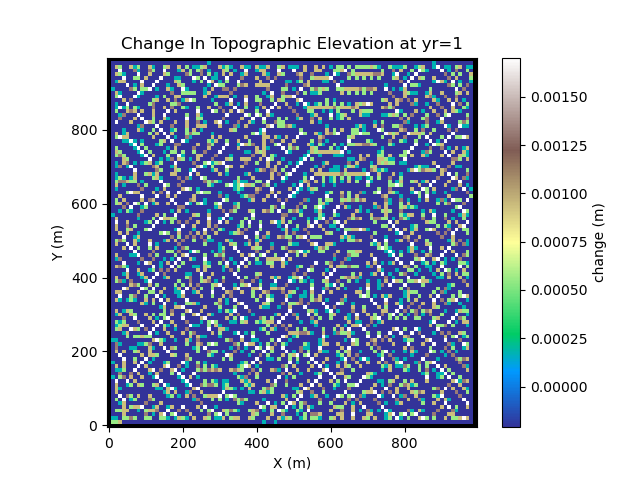 Change In Topographic Elevation at yr=1
Y (m)
800
600
400
200
0
0 200 400 600 800
X (m)
0.00150
0.00125
0.00100
0.00075
0.00050
0.00025
0.00000
change (m)